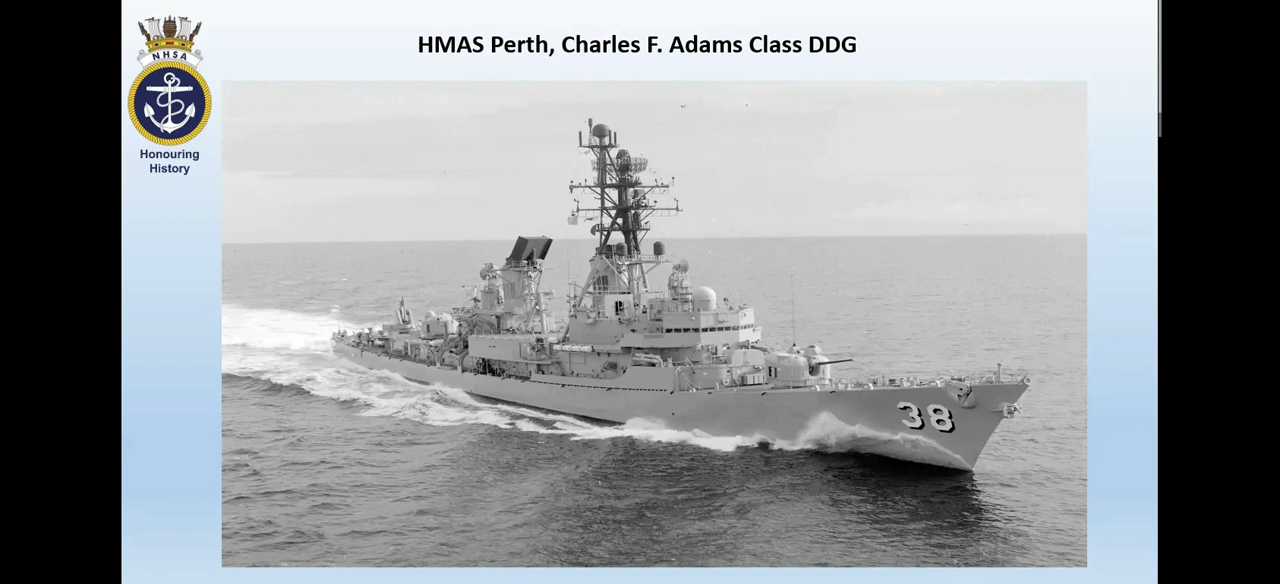 HMAS Perth, Charles F. Adams Class DDG
NHSA
Honouring
History
38